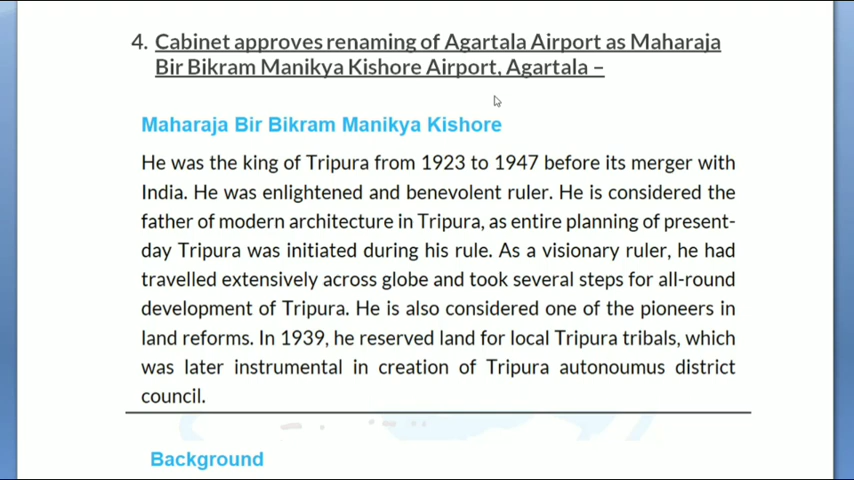 4. Cabinet approves renaming of Agartala Airport as Maharaja
Bir Bikram Manikya Kishore Airport, Agartala –
Maharaja Bir Bikram Manikya Kishore
He was the king of Tripura from 1923 to 1947 before its merger with
India. He was enlightened and benevolent ruler. He is considered the
father of modern architecture in Tripura, as entire planning of present-
day Tripura was initiated during his rule. As a visionary ruler, he had
travelled extensively across globe and took several steps for all-round
development of Tripura. He is also considered one of the pioneers in
land reforms. In 1939, he reserved land for local Tripura tribals, which
was later instrumental in creation of Tripura autonoumus district
council.
Background